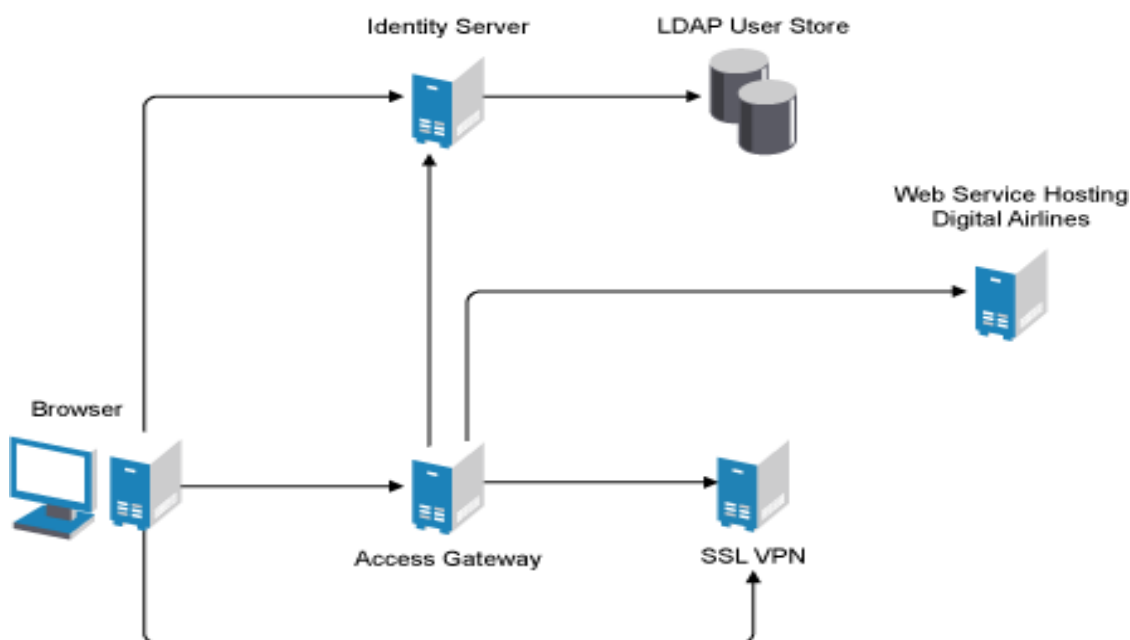 Identity Server
LDAP User Store
Web Service Hosting
Digital Airlines
Browser
Access Gateway
SSL VPN